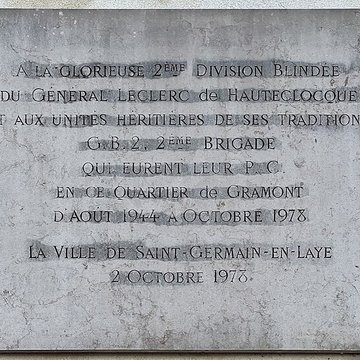 A LA GLORIEUSE 2ÈME DIVISION BLINDÉE
DU GÉNÉRAL LECLERC de HAUTECLOCQUE
ET AUX UNITÉS HÉRITIÈRES DE SES TRADITION
G.B.2. 2ÈME BRIGADE
QUI EURENT LEUR P.C.
EN CE QUARTIER de GRAMONT
D'AOUT 1944 A OCTOBRE 1978
LA VILLE DE SAINT-GERMAIN-EN-LAYE
2 OCTOBRE 1978.